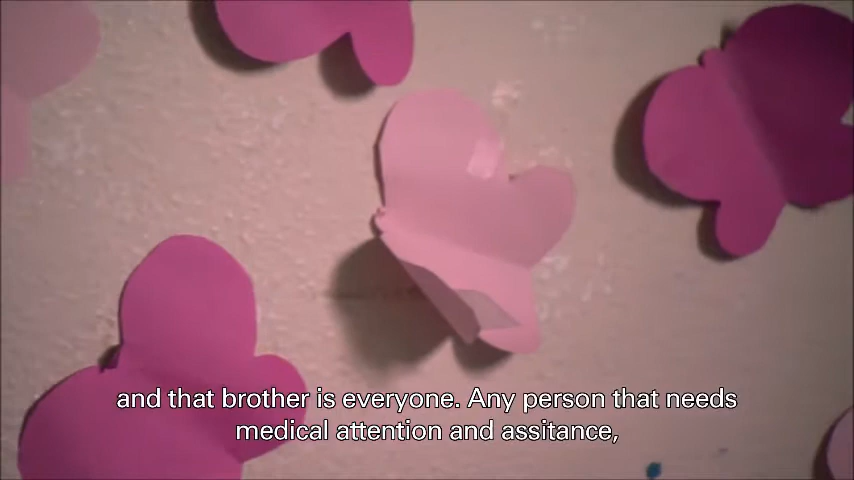 and that brother is everyone. Any person that needs
medical attention and assitance,